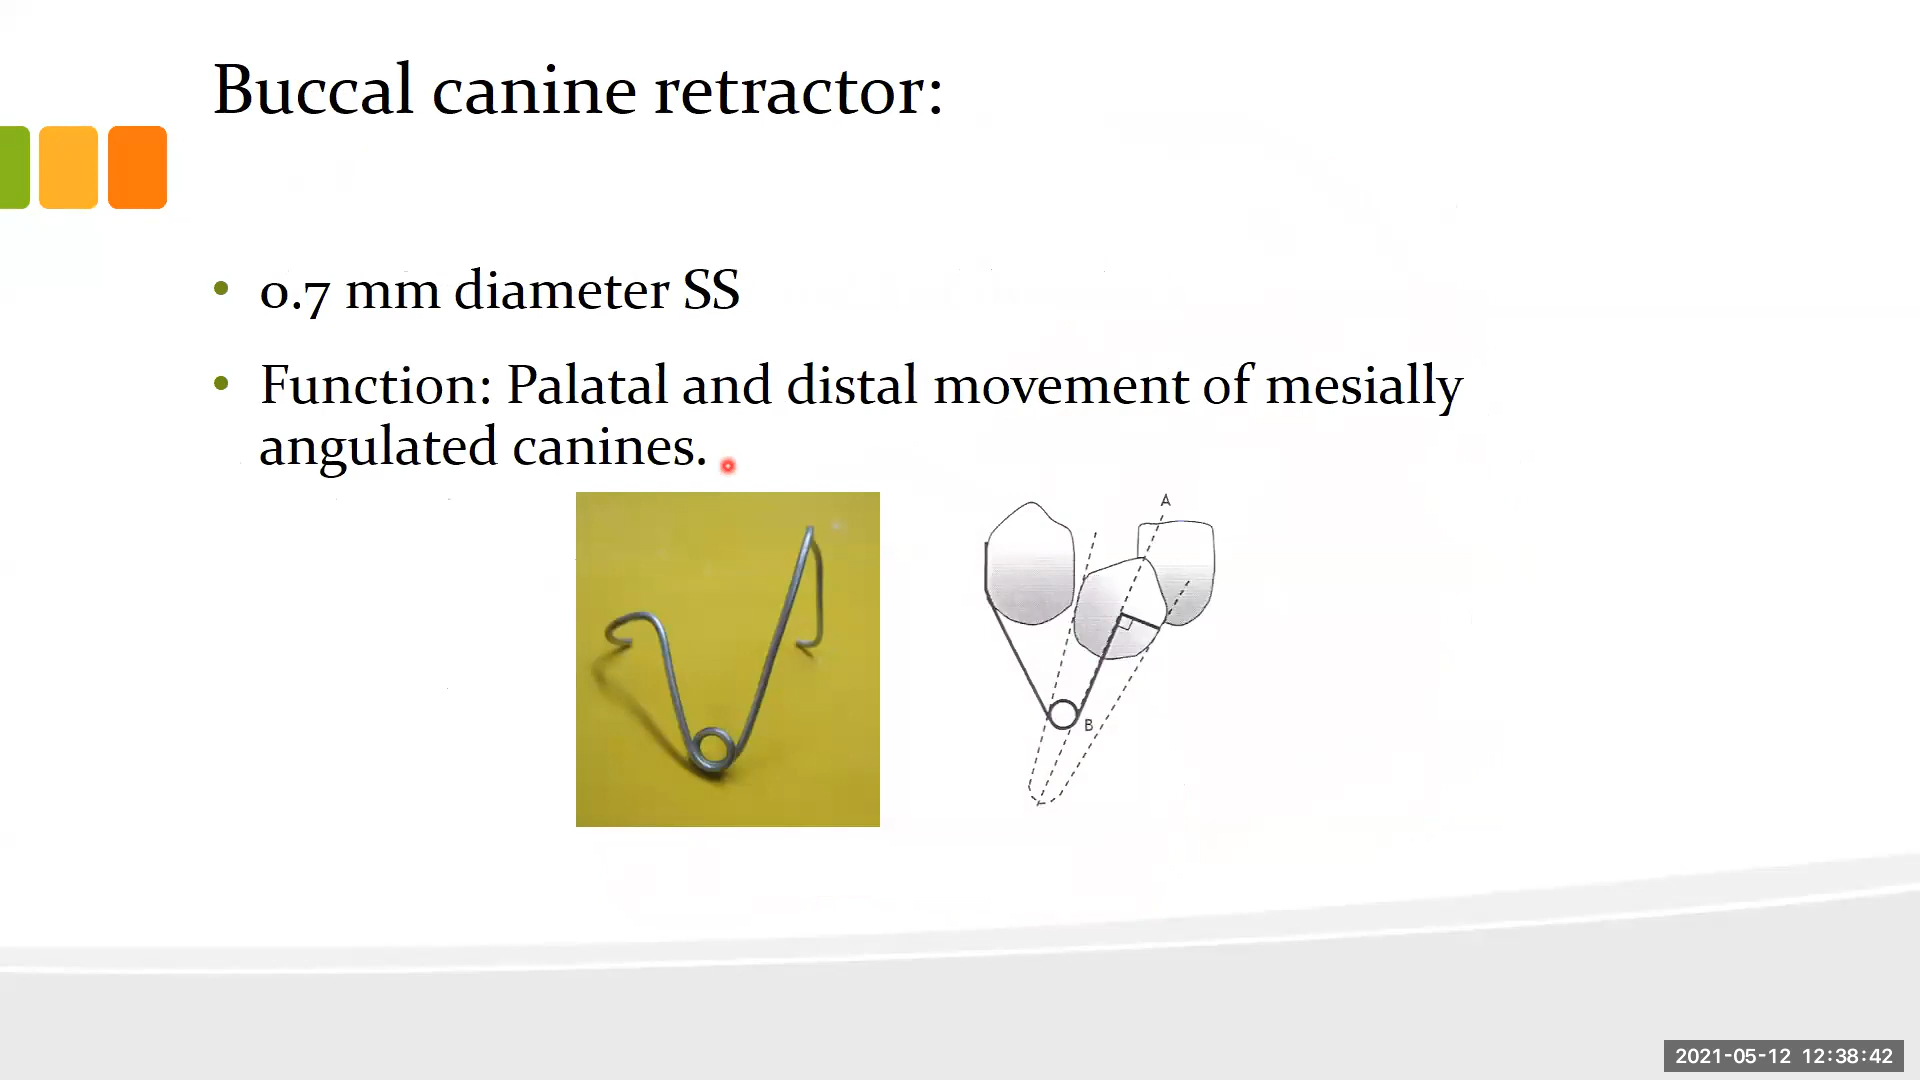 Buccal canine retractor:
• 0.7 mm diameter SS
• Function: Palatal and distal movement of mesially
angulated canines.
A
B
2021-05-12 12:38:42